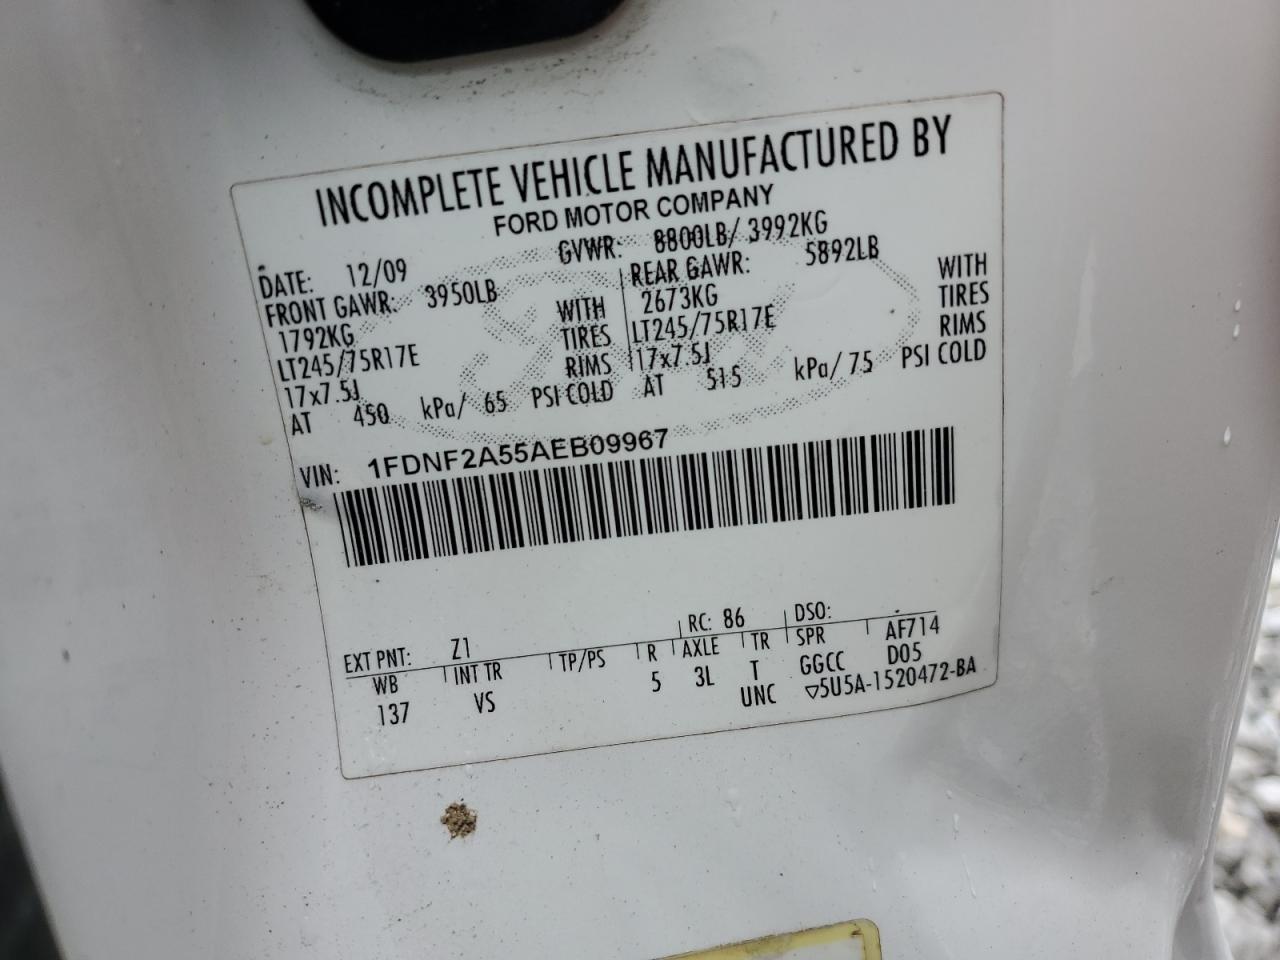 INCOMPLETE VEHICLE MANUFACTURED BY
FORD MOTOR COMPANY
DATE: 12/09 GVWR: 8800LB/ 3992KG
FRONT GAWR: 3950LB REAR GAWR: 5892LB
1792KG WITH 2673KG WITH
LT245/75R17E TIRES LT245/75R17E TIRES
17x7.5J RIMS 17x7.5J RIMS
AT 450 kPa/ 65 PSI COLD AT 515 kPa/ 75 PSI COLD
VIN: 1FDNF2A55AEB09967
EXT PNT: Z1 RC: 86 DSO:
WB INT TR TP/PS R AXLE TR SPR AF714
137 VS 5 3L T GGCC D05
UNC ▽5U5A-1520472-BA